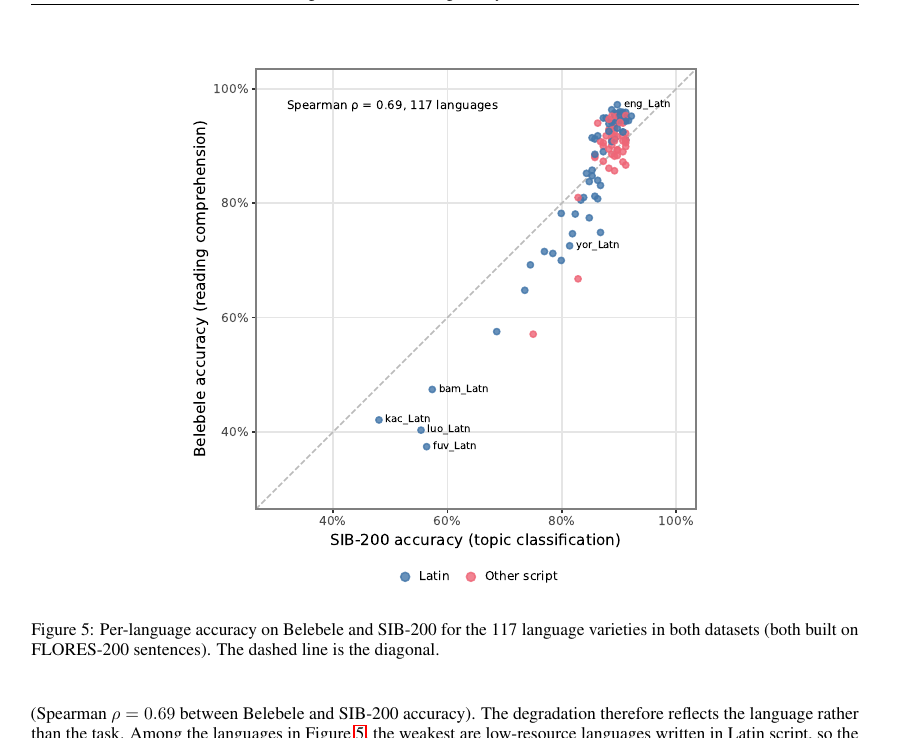 Spearman ρ = 0.69, 117 languages
eng_Latn
yor_Latn
bam_Latn
kac_Latn
luo_Latn
fuv_Latn
100%
80%
60%
40%
Belebele accuracy (reading comprehension)
40% 60% 80% 100%
SIB-200 accuracy (topic classification)
Latin Other script
Figure 5: Per-language accuracy on Belebele and SIB-200 for the 117 language varieties in both datasets (both built on
FLORES-200 sentences). The dashed line is the diagonal.
(Spearman ρ = 0.69 between Belebele and SIB-200 accuracy). The degradation therefore reflects the language rather
than the task. Among the languages in Figure 5, the weakest are low-resource languages written in Latin script, so the